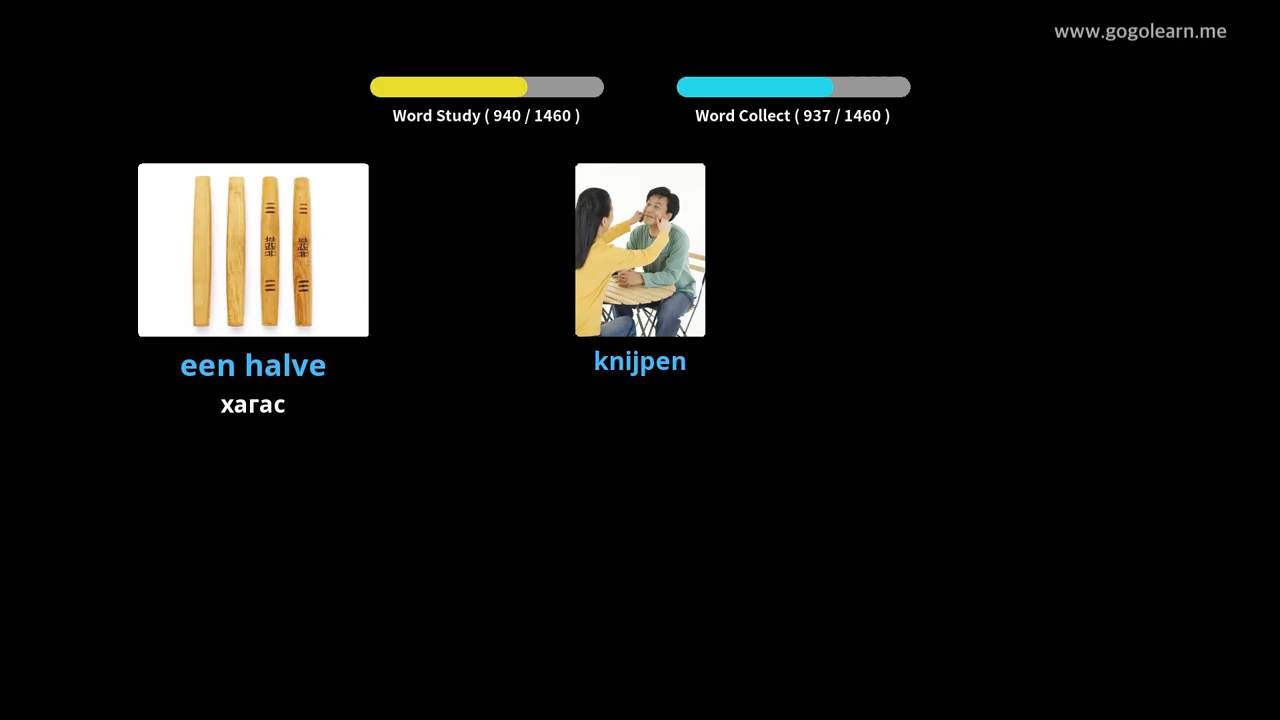 www.gogolearn.me
Word Study ( 940 / 1460 )
Word Collect ( 937 / 1460 )
een halve
хагас
knijpen